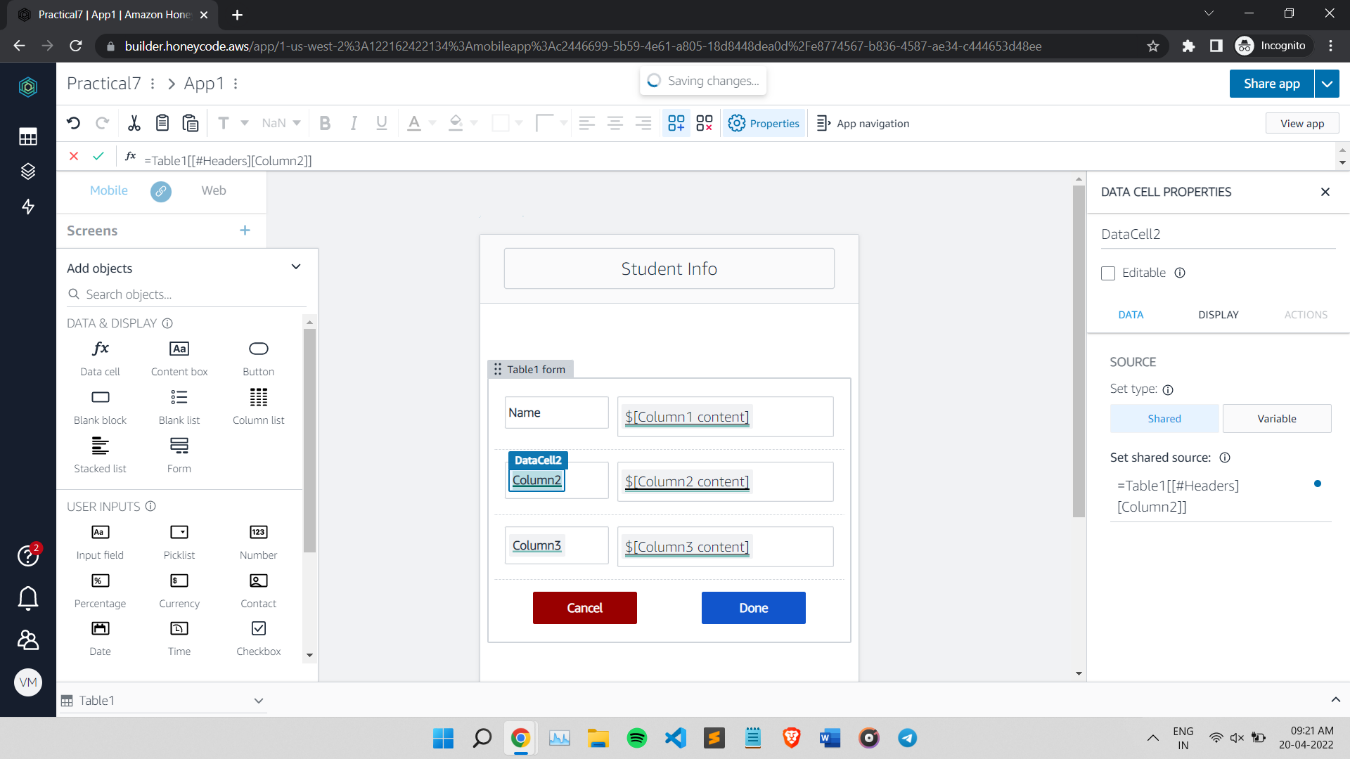 Practical7 | App1 | Amazon Hone
builder.honeycode.aws/app/1-us-west-2%3A122162422134%3Amobileapp%3Ac2446699-5b59-4e61-a805-18d8448dea0d%2Fe8774567-b836-4587-ae34-c444653d48ee
Incognito
Practical7 > App1
Saving changes...
Share app
T
NaN
B I U A
Properties
App navigation
View app
fx =Table1[[#Headers][Column2]]
Mobile
Web
Screens
Add objects
Search objects...
DATA & DISPLAY
fx
Aa
Data cell
Content box
Button
Blank block
Blank list
Column list
Stacked list
Form
USER INPUTS
Aa
123
Input field
Picklist
Number
%
$
Percentage
Currency
Contact
Date
Time
Checkbox
2
VM
Table1
Student Info
Table1 form
Name
$[Column1 content]
DataCell2
Column2
$[Column2 content]
Column3
$[Column3 content]
Cancel
Done
DATA CELL PROPERTIES
DataCell2
Editable
DATA
DISPLAY
ACTIONS
SOURCE
Set type:
Shared
Variable
Set shared source:
=Table1[[#Headers]
[Column2]]
ENG
IN
09:21 AM
20-04-2022